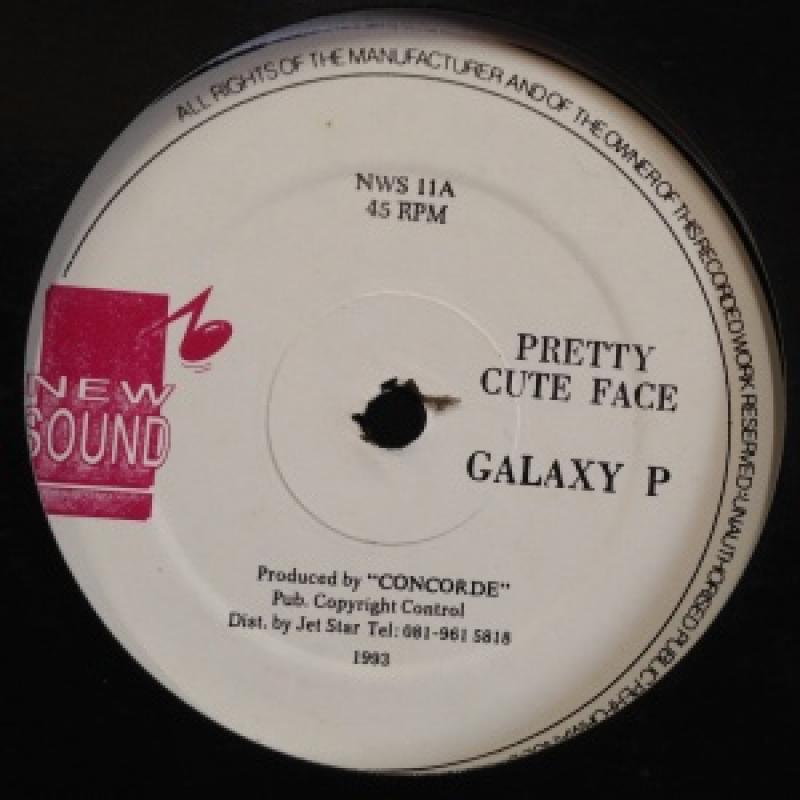 ALL RIGHTS OF THE MANUFACTURER AND OF THE OWNER OF THIS RECORDED WORK RESERVED. UNAUTHORISED PUBLIC
NWS 11A
45 RPM
NEW
SOUND
PRETTY
CUTE FACE
GALAXY P
Produced by "CONCORDE"
Pub. Copyright Control
Dist. by Jet Star Tel: 081-961 5818
1993